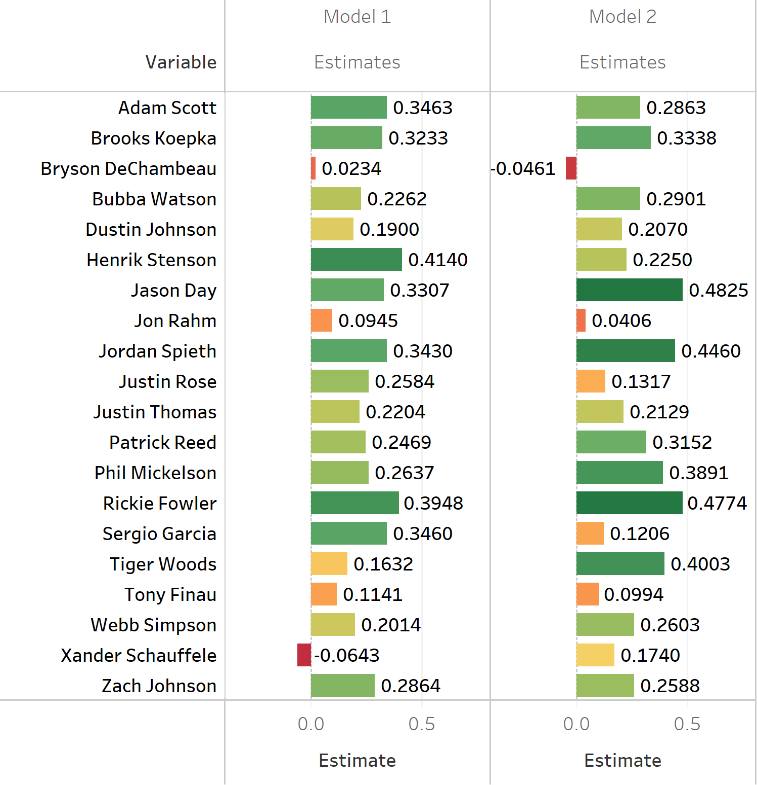 Model 1 Model 2
Variable Estimates Estimates
Adam Scott 0.3463 0.2863
Brooks Koepka 0.3233 0.3338
Bryson DeChambeau 0.0234 -0.0461
Bubba Watson 0.2262 0.2901
Dustin Johnson 0.1900 0.2070
Henrik Stenson 0.4140 0.2250
Jason Day 0.3307 0.4825
Jon Rahm 0.0945 0.0406
Jordan Spieth 0.3430 0.4460
Justin Rose 0.2584 0.1317
Justin Thomas 0.2204 0.2129
Patrick Reed 0.2469 0.3152
Phil Mickelson 0.2637 0.3891
Rickie Fowler 0.3948 0.4774
Sergio Garcia 0.3460 0.1206
Tiger Woods 0.1632 0.4003
Tony Finau 0.1141 0.0994
Webb Simpson 0.2014 0.2603
Xander Schauffele -0.0643 0.1740
Zach Johnson 0.2864 0.2588
0.0 0.5 0.0 0.5
Estimate Estimate